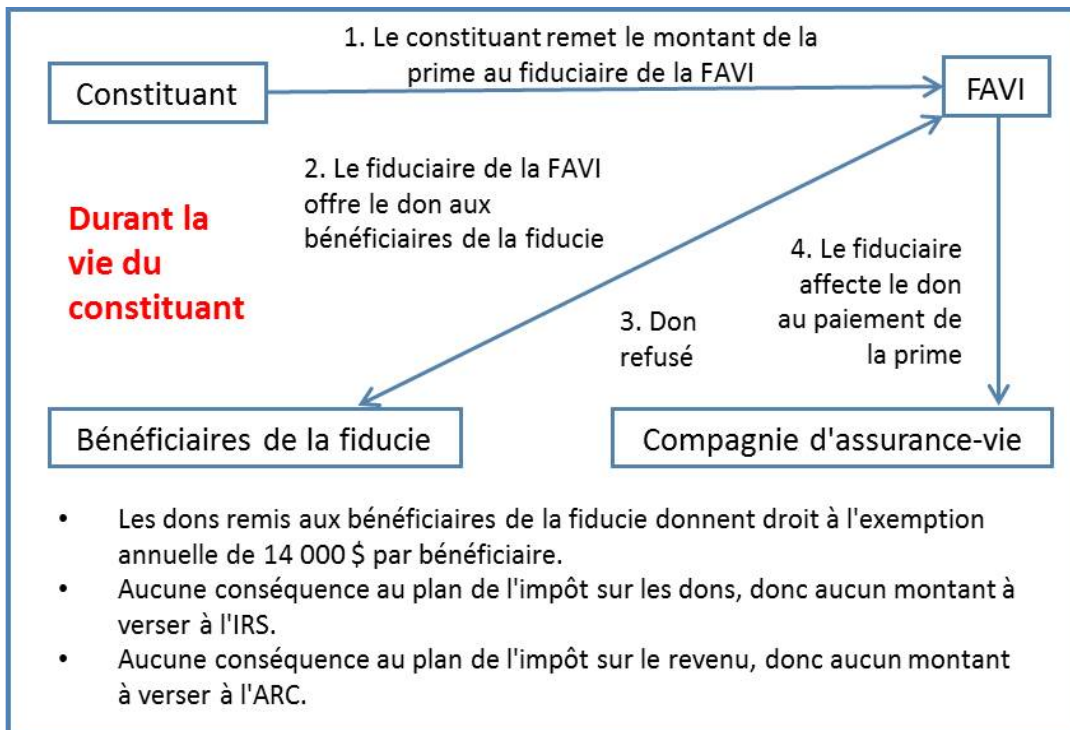 1. Le constituant remet le montant de la
prime au fiduciaire de la FAVI
Constituant
FAVI
2. Le fiduciaire de la FAVI
offre le don aux
bénéficiaires de la fiducie
Durant la
vie du
constituant
4. Le fiduciaire
affecte le don
au paiement de
la prime
3. Don
refusé
Bénéficiaires de la fiducie
Compagnie d'assurance-vie
• Les dons remis aux bénéficiaires de la fiducie donnent droit à l'exemption
annuelle de 14 000 $ par bénéficiaire.
• Aucune conséquence au plan de l'impôt sur les dons, donc aucun montant à
verser à l'IRS.
• Aucune conséquence au plan de l'impôt sur le revenu, donc aucun montant
à verser à l'ARC.